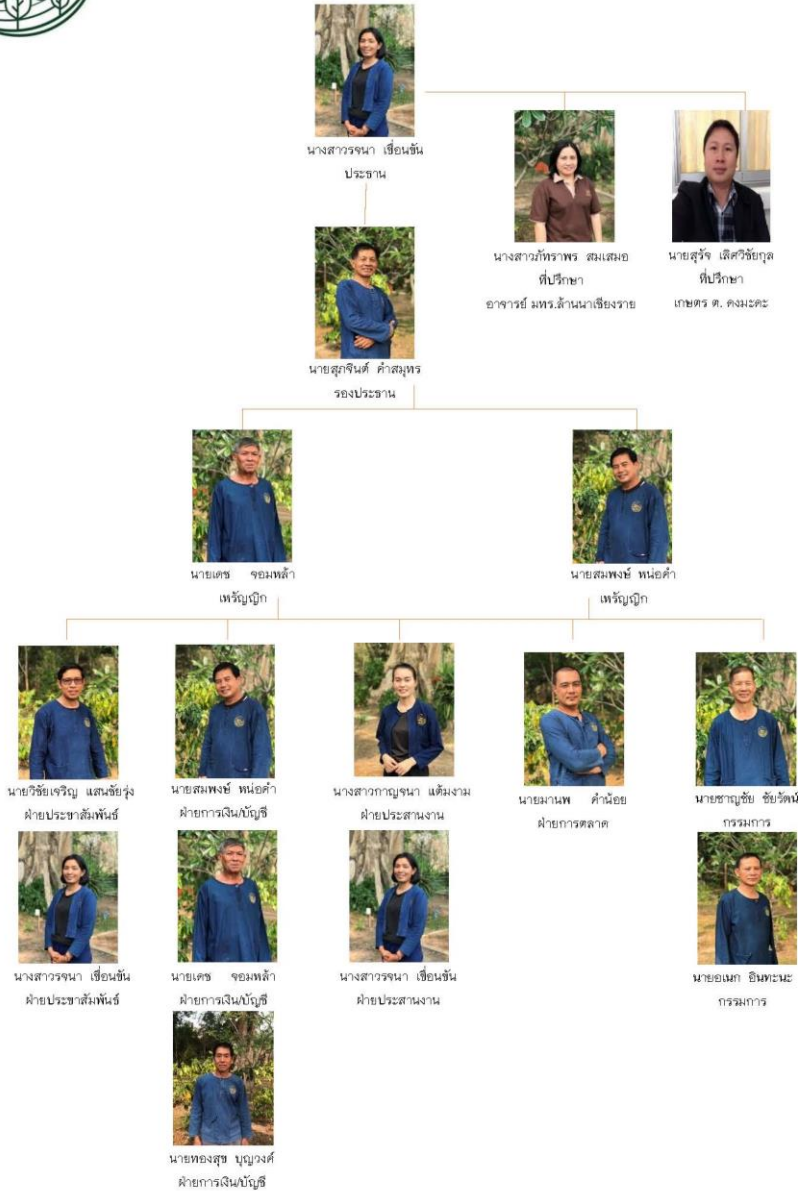 นางสาวรจนา เขื่อนขัน
ประธาน
นางสาวภัทราพร สมเสมอ
ที่ปรึกษา
อาจารย์ มทร.ล้านนาเชียงราย
นายสุรัจ เลิศวิชัยกุล
ที่ปรึกษา
เกษตร ต. ดงมะดะ
นายสุภจินต์ คำสมุทร
รองประธาน
นายเดช จอมหล้า
เหรัญญิก
นายสมพงษ์ หน่อคำ
เหรัญญิก
นายวิชัยเจริญ แสนชัยรุ่ง
ฝ่ายประชาสัมพันธ์
นายสมพงษ์ หน่อคำ
ฝ่ายการเงิน/บัญชี
นางสาวกาญจนา แต้มงาม
ฝ่ายประสานงาน
นายมานพ คำน้อย
ฝ่ายการตลาด
นายชาญชัย ชัยรัตน์
กรรมการ
นางสาวรจนา เขื่อนขัน
ฝ่ายประชาสัมพันธ์
นายเดช จอมหล้า
ฝ่ายการเงิน/บัญชี
นางสาวรจนา เขื่อนขัน
ฝ่ายประสานงาน
นายอเนก อินทะนะ
กรรมการ
นายทองสุข บุญวงค์
ฝ่ายการเงิน/บัญชี